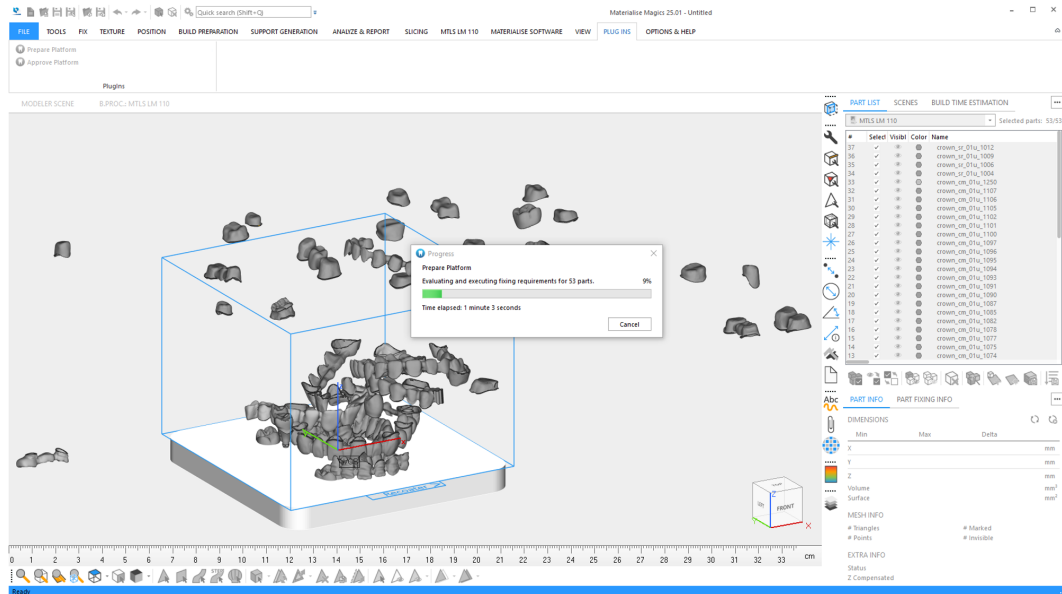 Quick search (Shift+Q)
Materialise Magics 25.01 - Untitled
FILE TOOLS FIX TEXTURE POSITION BUILD PREPARATION SUPPORT GENERATION ANALYZE & REPORT SLICING MTLS LM 110 MATERIALISE SOFTWARE VIEW PLUG INS OPTIONS & HELP
Prepare Platform
Approve Platform
PlugIns
MODELER SCENE B.PROC.: MTLS LM 110
Progress
Prepare Platform
Evaluating and executing fixing requirements for 53 parts. 9%
Time elapsed: 1 minute 3 seconds
Cancel
Z
FRONT
X
0 1 2 3 4 5 6 7 8 9 10 11 12 13 14 15 16 17 18 19 20 21 22 23 24 25 26 27 28 29 30 31 32 33 cm
Ready
PART LIST SCENES BUILD TIME ESTIMATION
MTLS LM 110 Selected parts: 53/53
# Select Visibl Color Name
37 crown_sr_01u_1012
36 crown_sr_01u_1009
35 crown_sr_01u_1006
34 crown_sr_01u_1004
33 crown_cm_01u_1250
32 crown_cm_01u_1107
31 crown_cm_01u_1106
30 crown_cm_01u_1105
29 crown_cm_01u_1102
28 crown_cm_01u_1101
27 crown_cm_01u_1100
26 crown_cm_01u_1097
25 crown_cm_01u_1096
24 crown_cm_01u_1095
23 crown_cm_01u_1094
22 crown_cm_01u_1093
21 crown_cm_01u_1091
20 crown_cm_01u_1090
19 crown_cm_01u_1087
18 crown_cm_01u_1085
17 crown_cm_01u_1082
16 crown_cm_01u_1078
15 crown_cm_01u_1077
14 crown_cm_01u_1075
13 crown_cm_01u_1074
Abc
PART INFO PART FIXING INFO
DIMENSIONS
Min Max Delta
X mm
Y mm
Z mm
Volume mm³
Surface mm²
MESH INFO
# Triangles # Marked
# Points # Invisible
EXTRA INFO
Status
Z Compensated